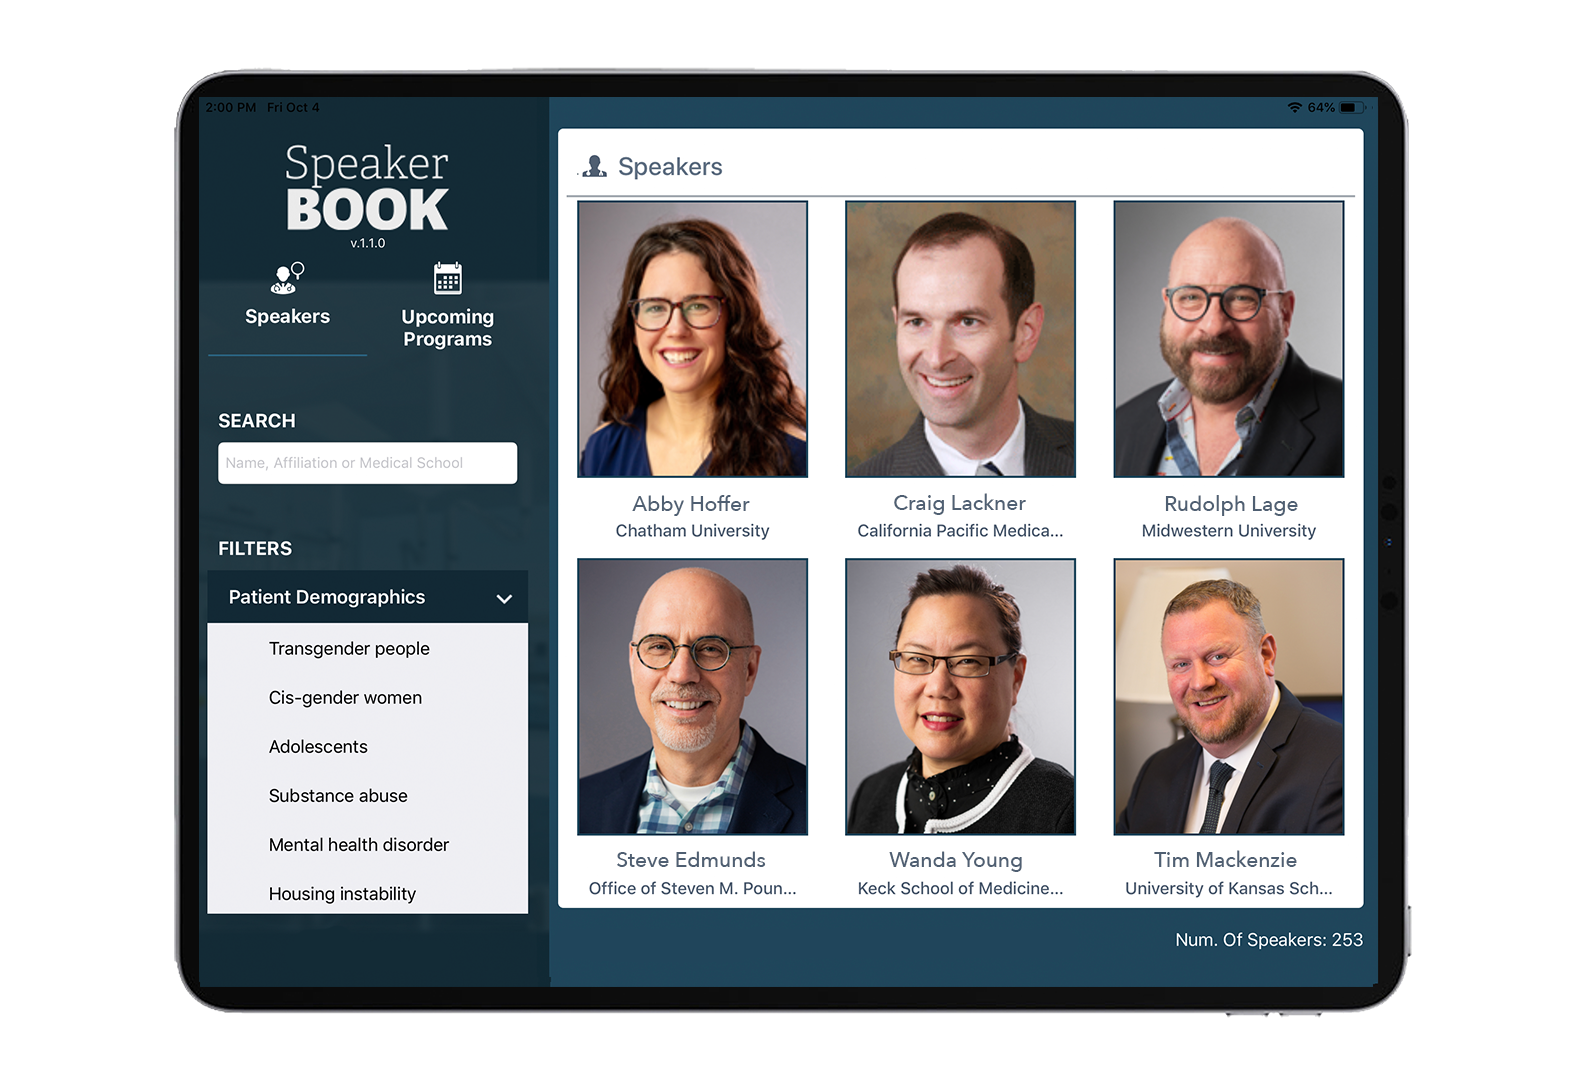 2:00 PM Fri Oct 4
64%
Speaker
BOOK
v.1.1.0
Speakers
Upcoming
Programs
SEARCH
Name, Affiliation or Medical School
FILTERS
Patient Demographics
Transgender people
Cis-gender women
Adolescents
Substance abuse
Mental health disorder
Housing instability
Speakers
Abby Hoffer
Chatham University
Craig Lackner
California Pacific Medica...
Rudolph Lage
Midwestern University
Steve Edmunds
Office of Steven M. Poun...
Wanda Young
Keck School of Medicine...
Tim Mackenzie
University of Kansas Sch...
Num. Of Speakers: 253